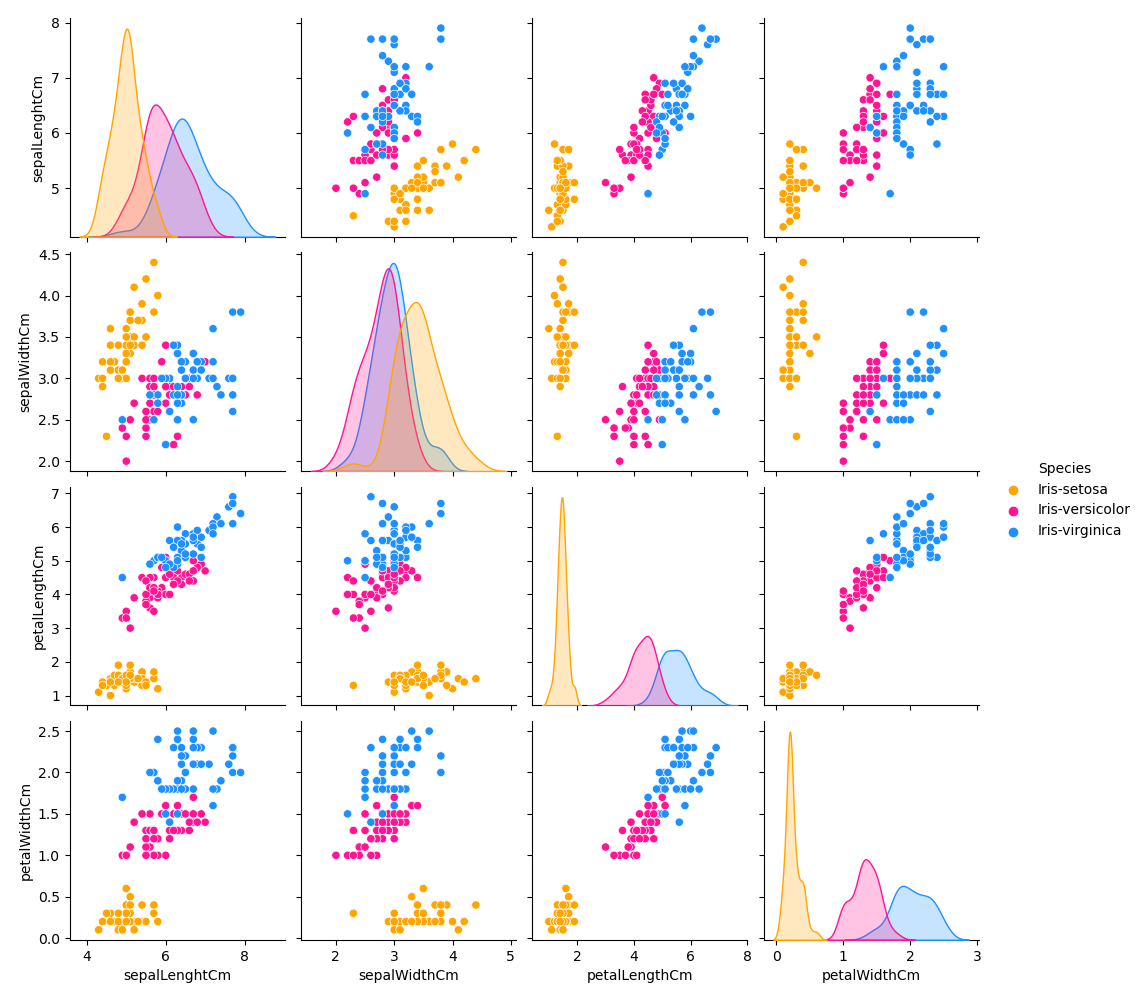 8
7
6
5
sepalLenghtCm
4.5
4.0
3.5
3.0
2.5
2.0
sepalWidthCm
7
6
5
4
3
2
1
petalLengthCm
2.5
2.0
1.5
1.0
0.5
0.0
petalWidthCm
4 6 8
sepalLenghtCm
2 3 4 5
sepalWidthCm
2 4 6 8
petalLengthCm
0 1 2 3
petalWidthCm
Species
Iris-setosa
Iris-versicolor
Iris-virginica